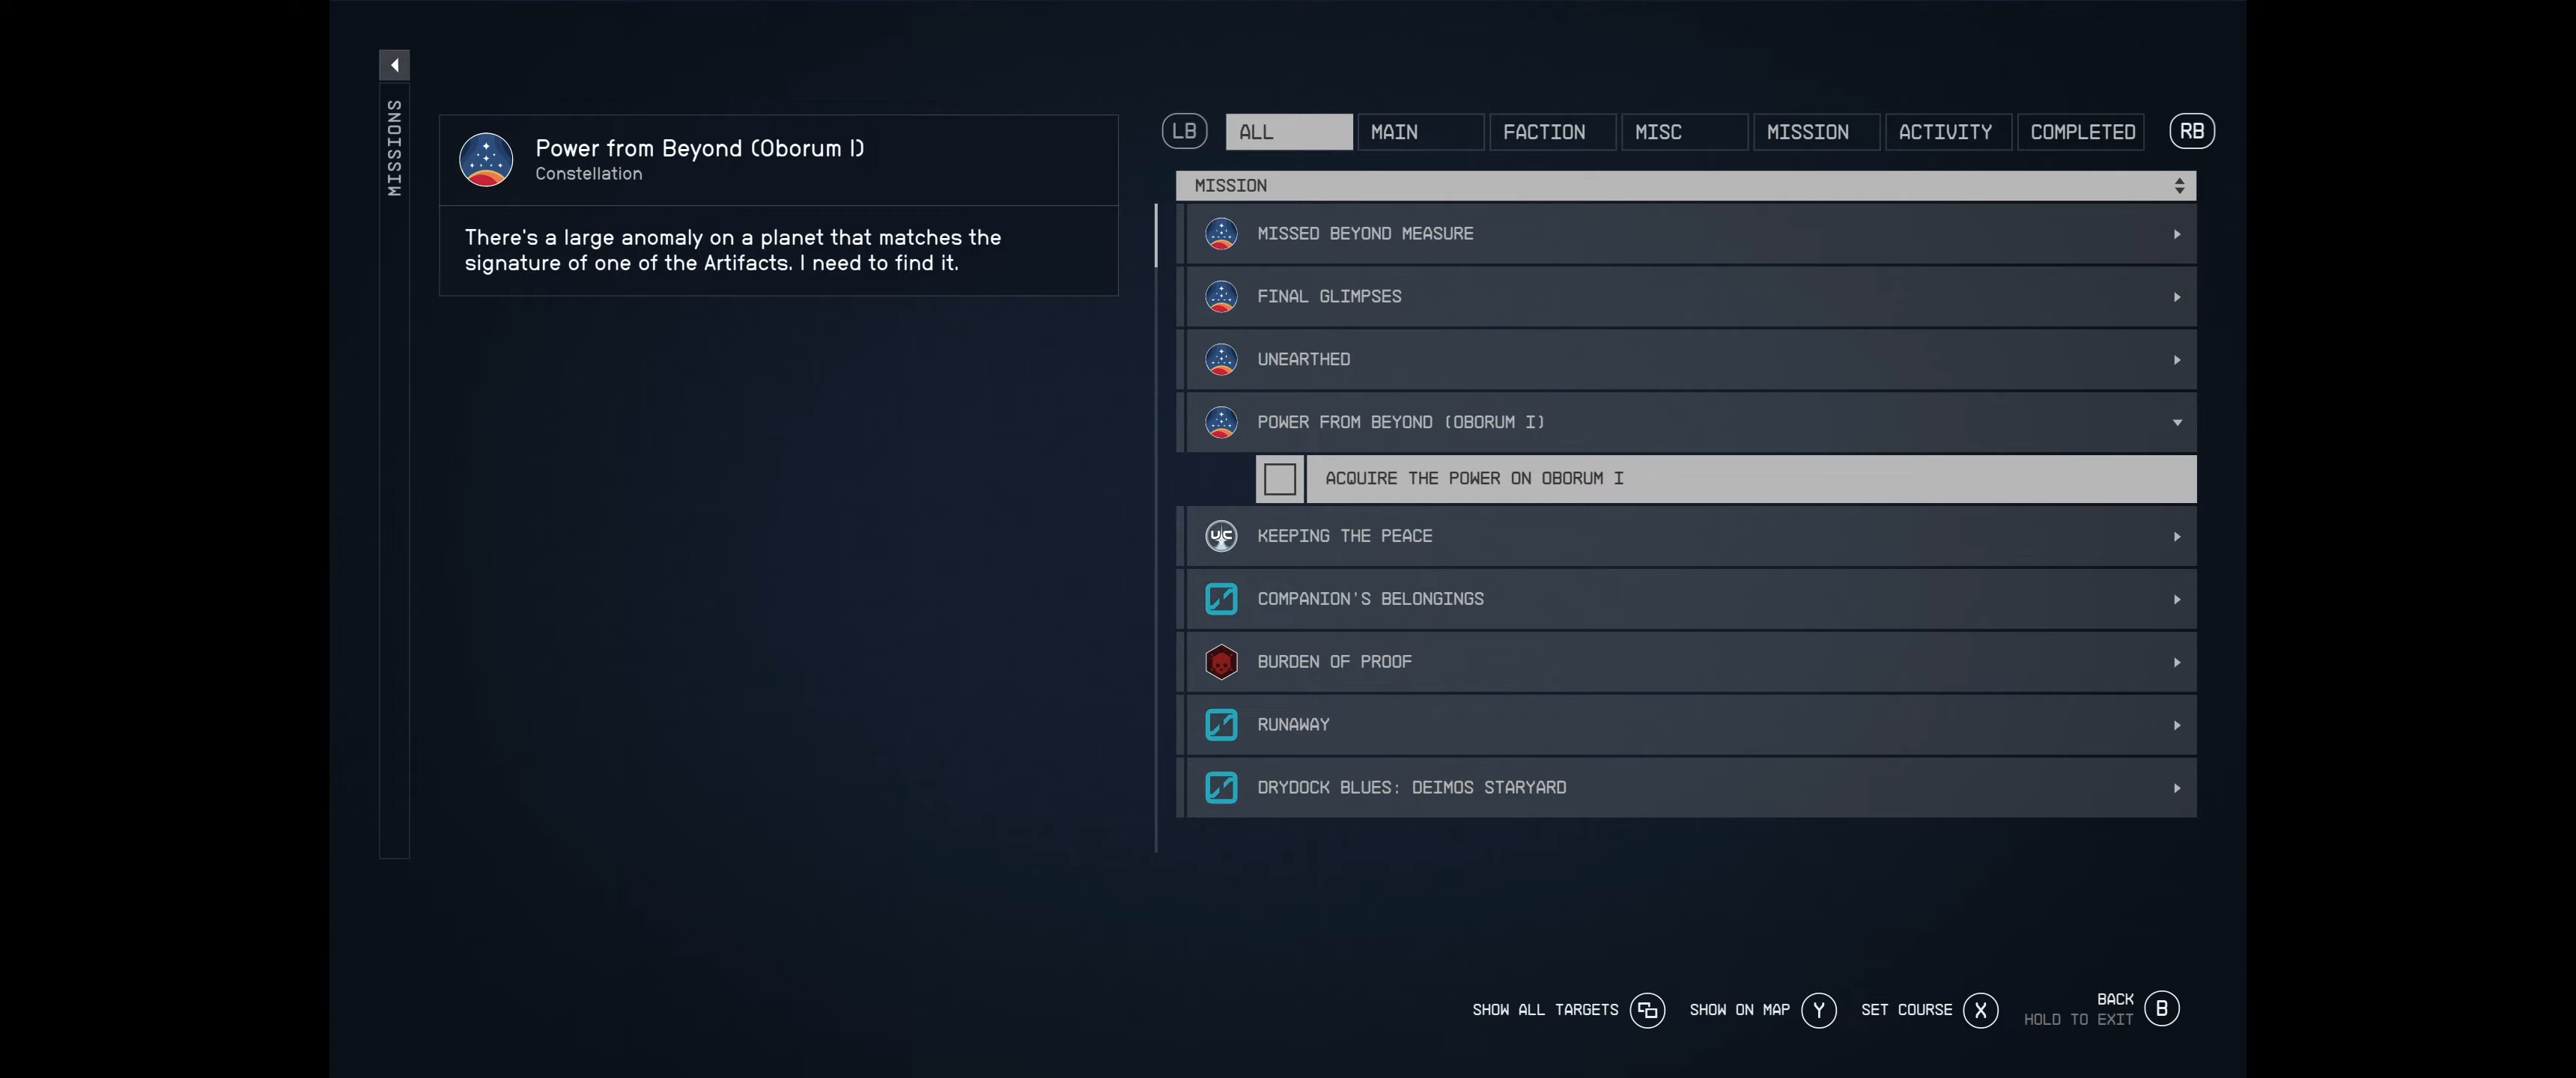 MISSIONS
Power from Beyond (Oborum I)
Constellation
There's a large anomaly on a planet that matches the
signature of one of the Artifacts. I need to find it.
LB ALL MAIN FACTION MISC MISSION ACTIVITY COMPLETED RB
MISSION
MISSED BEYOND MEASURE
FINAL GLIMPSES
UNEARTHED
POWER FROM BEYOND (OBORUM I)
ACQUIRE THE POWER ON OBORUM I
UC KEEPING THE PEACE
COMPANION'S BELONGINGS
BURDEN OF PROOF
RUNAWAY
DRYDOCK BLUES: DEIMOS STARYARD
SHOW ALL TARGETS SHOW ON MAP Y SET COURSE X BACK B
HOLD TO EXIT